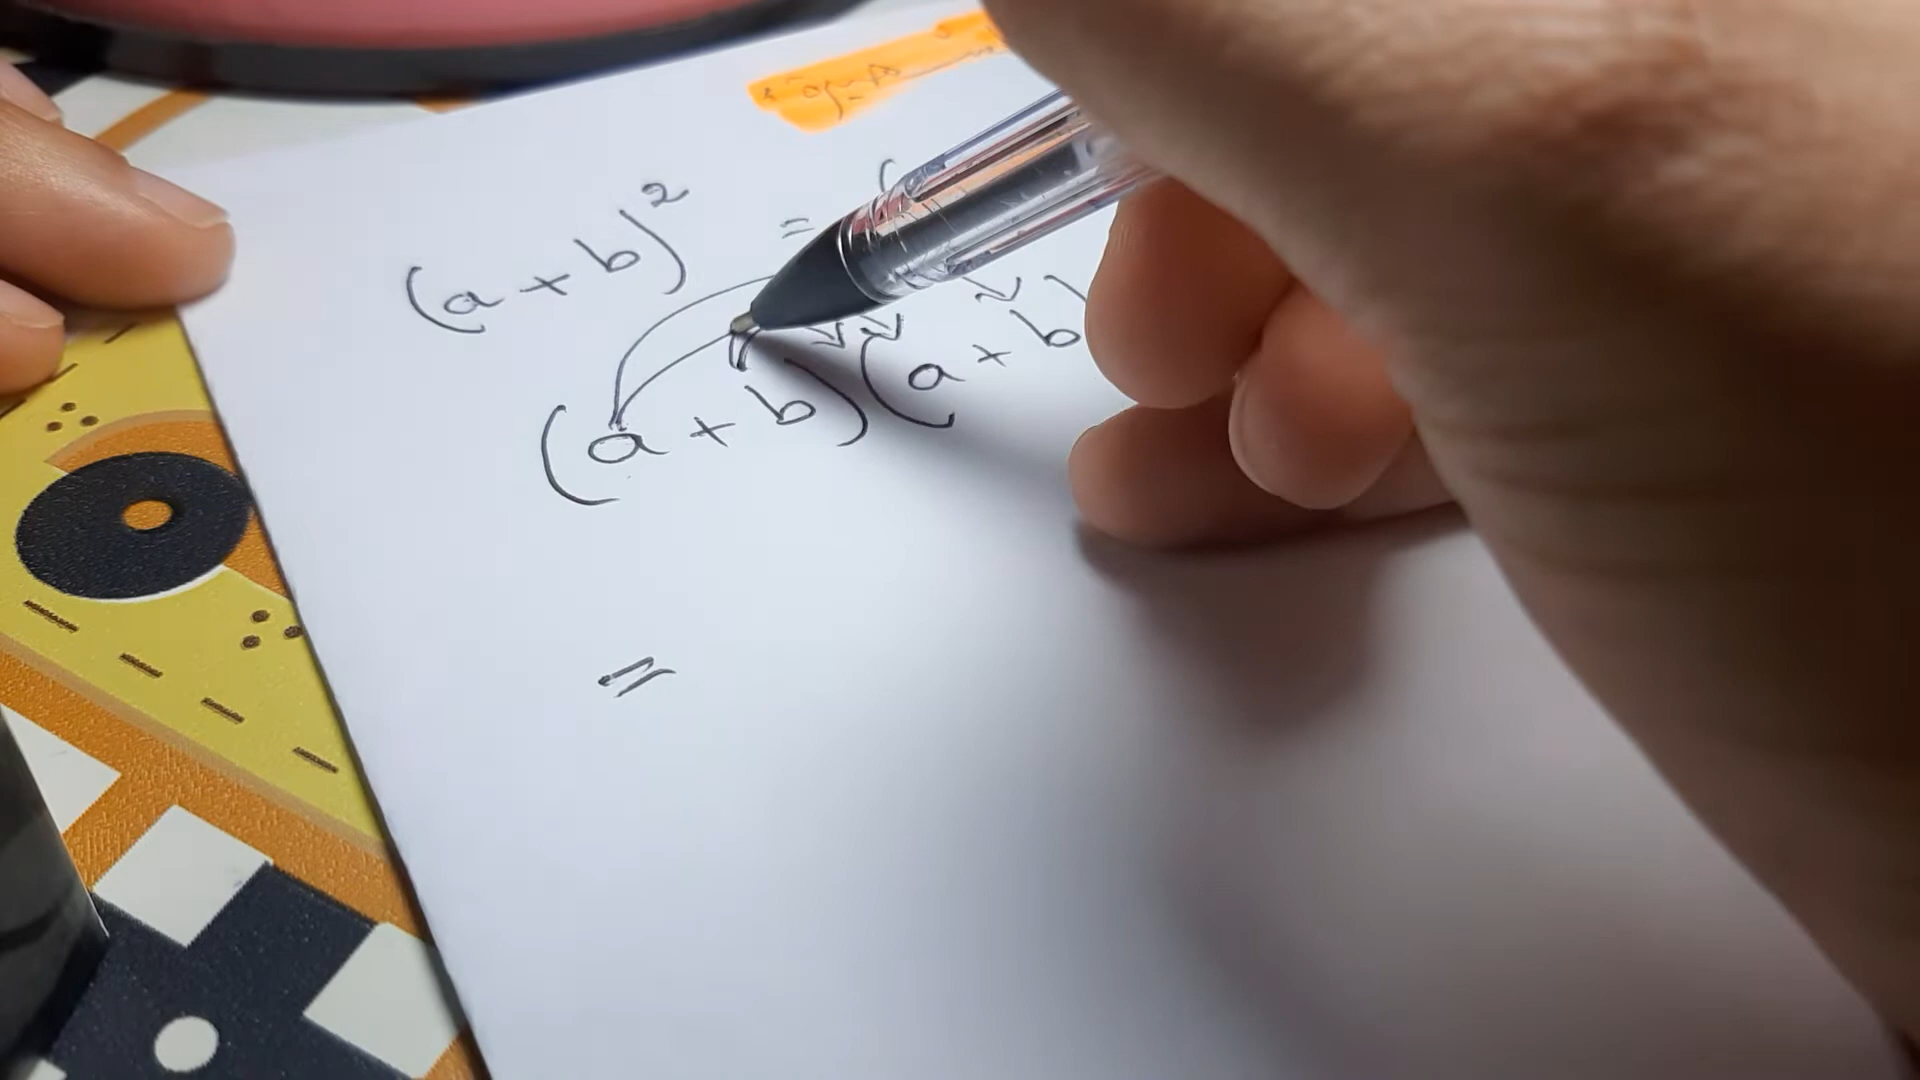 (a + b)² = (
(a + b)(a + b)
=